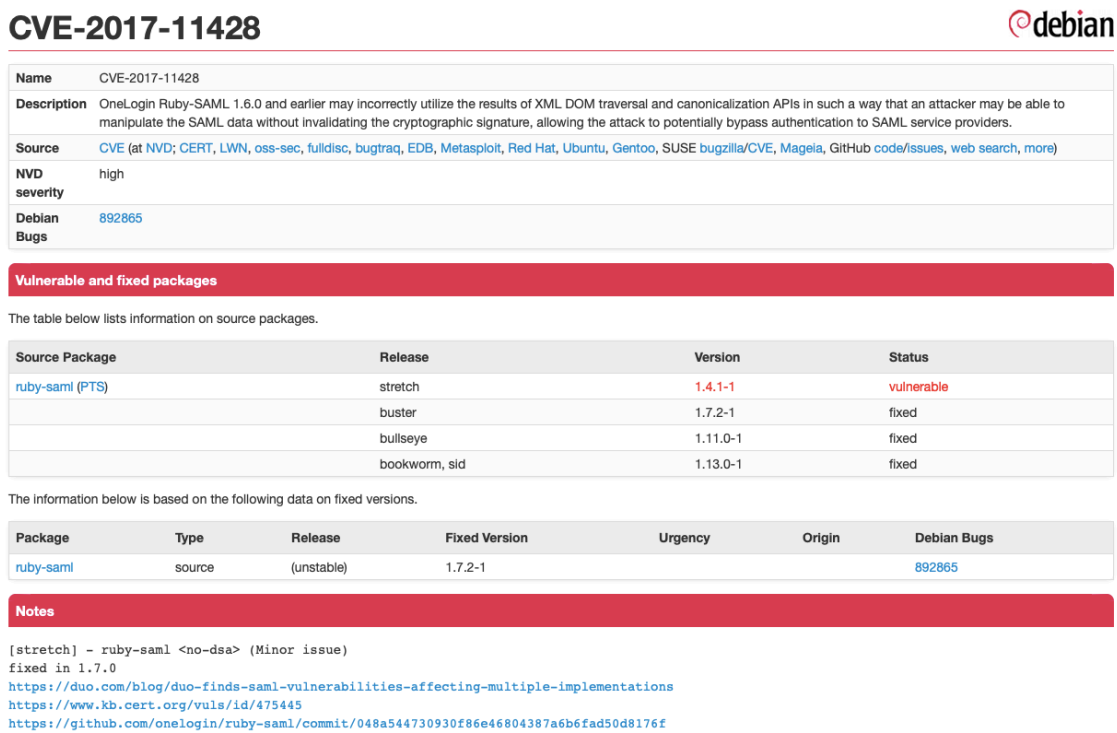 CVE-2017-11428
debian
Name CVE-2017-11428
Description OneLogin Ruby-SAML 1.6.0 and earlier may incorrectly utilize the results of XML DOM traversal and canonicalization APIs in such a way that an attacker may be able to
manipulate the SAML data without invalidating the cryptographic signature, allowing the attack to potentially bypass authentication to SAML service providers.
Source CVE (at NVD; CERT, LWN, oss-sec, fulldisc, bugtraq, EDB, Metasploit, Red Hat, Ubuntu, Gentoo, SUSE bugzilla/CVE, Mageia, GitHub code/issues, web search, more)
NVD high
severity
Debian 892865
Bugs
Vulnerable and fixed packages
The table below lists information on source packages.
Source Package Release Version Status
ruby-saml (PTS) stretch 1.4.1-1 vulnerable
buster 1.7.2-1 fixed
bullseye 1.11.0-1 fixed
bookworm, sid 1.13.0-1 fixed
The information below is based on the following data on fixed versions.
Package Type Release Fixed Version Urgency Origin Debian Bugs
ruby-saml source (unstable) 1.7.2-1 892865
Notes
[stretch] - ruby-saml <no-dsa> (Minor issue)
fixed in 1.7.0
https://duo.com/blog/duo-finds-saml-vulnerabilities-affecting-multiple-implementations
https://www.kb.cert.org/vuls/id/475445
https://github.com/onelogin/ruby-saml/commit/048a544730930f86e46804387a6b6fad50d8176f